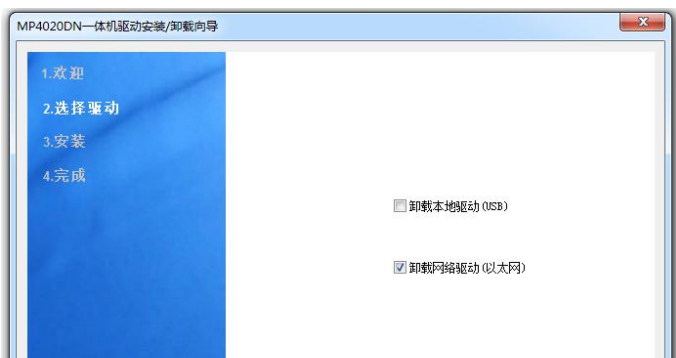 MP4020DN一体机驱动安装/卸载向导
1.欢迎
2.选择驱动
3.安装
4.完成
卸载本地驱动(USB)
卸载网络驱动(以太网)